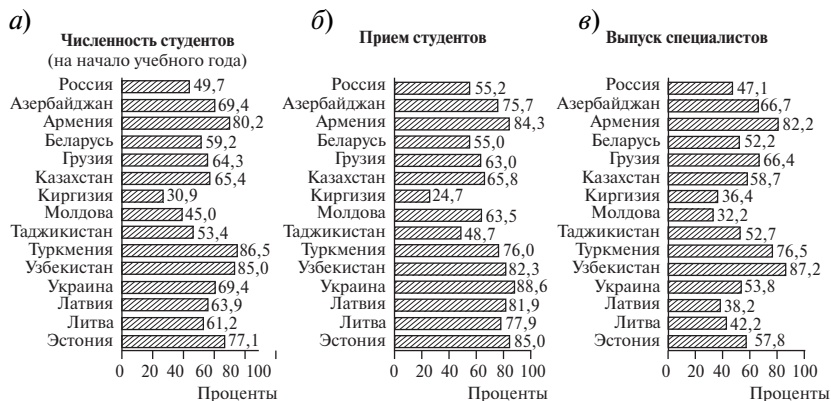 а)
Численность студентов
(на начало учебного года)
Россия 49,7
Азербайджан 69,4
Армения 80,2
Беларусь 59,2
Грузия 64,3
Казахстан 65,4
Киргизия 30,9
Молдова 45,0
Таджикистан 53,4
Туркмения 86,5
Узбекистан 85,0
Украина 69,4
Латвия 63,9
Литва 61,2
Эстония 77,1
0 20 40 60 80 100
Проценты
б)
Прием студентов
Россия 55,2
Азербайджан 75,7
Армения 84,3
Беларусь 55,0
Грузия 63,0
Казахстан 65,8
Киргизия 24,7
Молдова 63,5
Таджикистан 48,7
Туркмения 76,0
Узбекистан 82,3
Украина 88,6
Латвия 81,9
Литва 77,9
Эстония 85,0
0 20 40 60 80 100
Проценты
в)
Выпуск специалистов
Россия 47,1
Азербайджан 66,7
Армения 82,2
Беларусь 52,2
Грузия 66,4
Казахстан 58,7
Киргизия 36,4
Молдова 32,2
Таджикистан 52,7
Туркмения 76,5
Узбекистан 87,2
Украина 53,8
Латвия 38,2
Литва 42,2
Эстония 57,8
0 20 40 60 80 100
Проценты